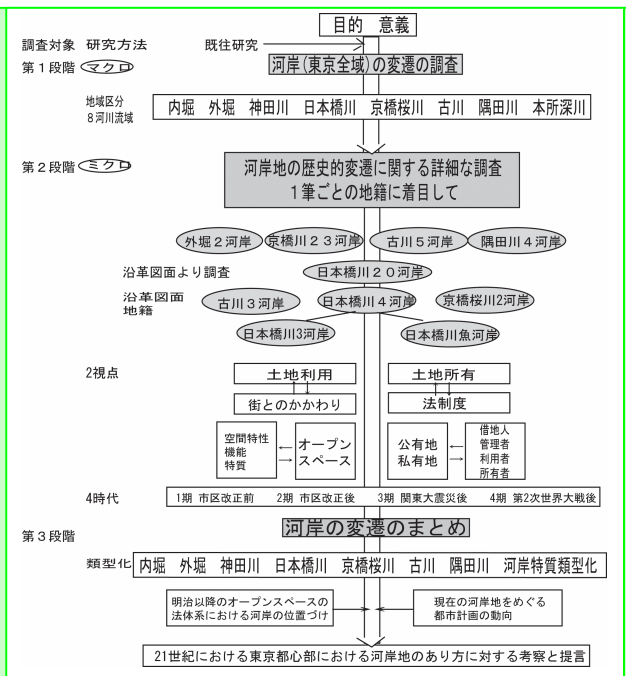 目的 意義
調査対象 研究方法
既往研究
第1段階 マクロ
河岸(東京全域)の変遷の調査
地域区分
8河川流域
内堀 外堀 神田川 日本橋川 京橋桜川 古川 隅田川 本所深川
第2段階 ミクロ
河岸地の歴史的変遷に関する詳細な調査
1筆ごとの地籍に着目して
外堀2河岸 京橋川23河岸 古川5河岸 隅田川4河岸
沿革図面より調査
日本橋川20河岸
沿革図面
地籍
古川3河岸 日本橋川4河岸 京橋桜川2河岸
日本橋川3河岸 日本橋川魚河岸
2視点
土地利用 土地所有
街とのかかわり 法制度
空間特性
機能
特質
オープン
スペース
公有地
私有地
借地人
管理者
利用者
所有者
4時代
1期 市区改正前 2期 市区改正後 3期 関東大震災後 4期 第2次世界大戦後
第3段階
河岸の変遷のまとめ
類型化
内堀 外堀 神田川 日本橋川 京橋桜川 古川 隅田川 河岸特質類型化
明治以降のオープンスペースの
法体系における河岸の位置づけ
現在の河岸地をめぐる
都市計画の動向
21世紀における東京都心部における河岸地のあり方に対する考察と提言